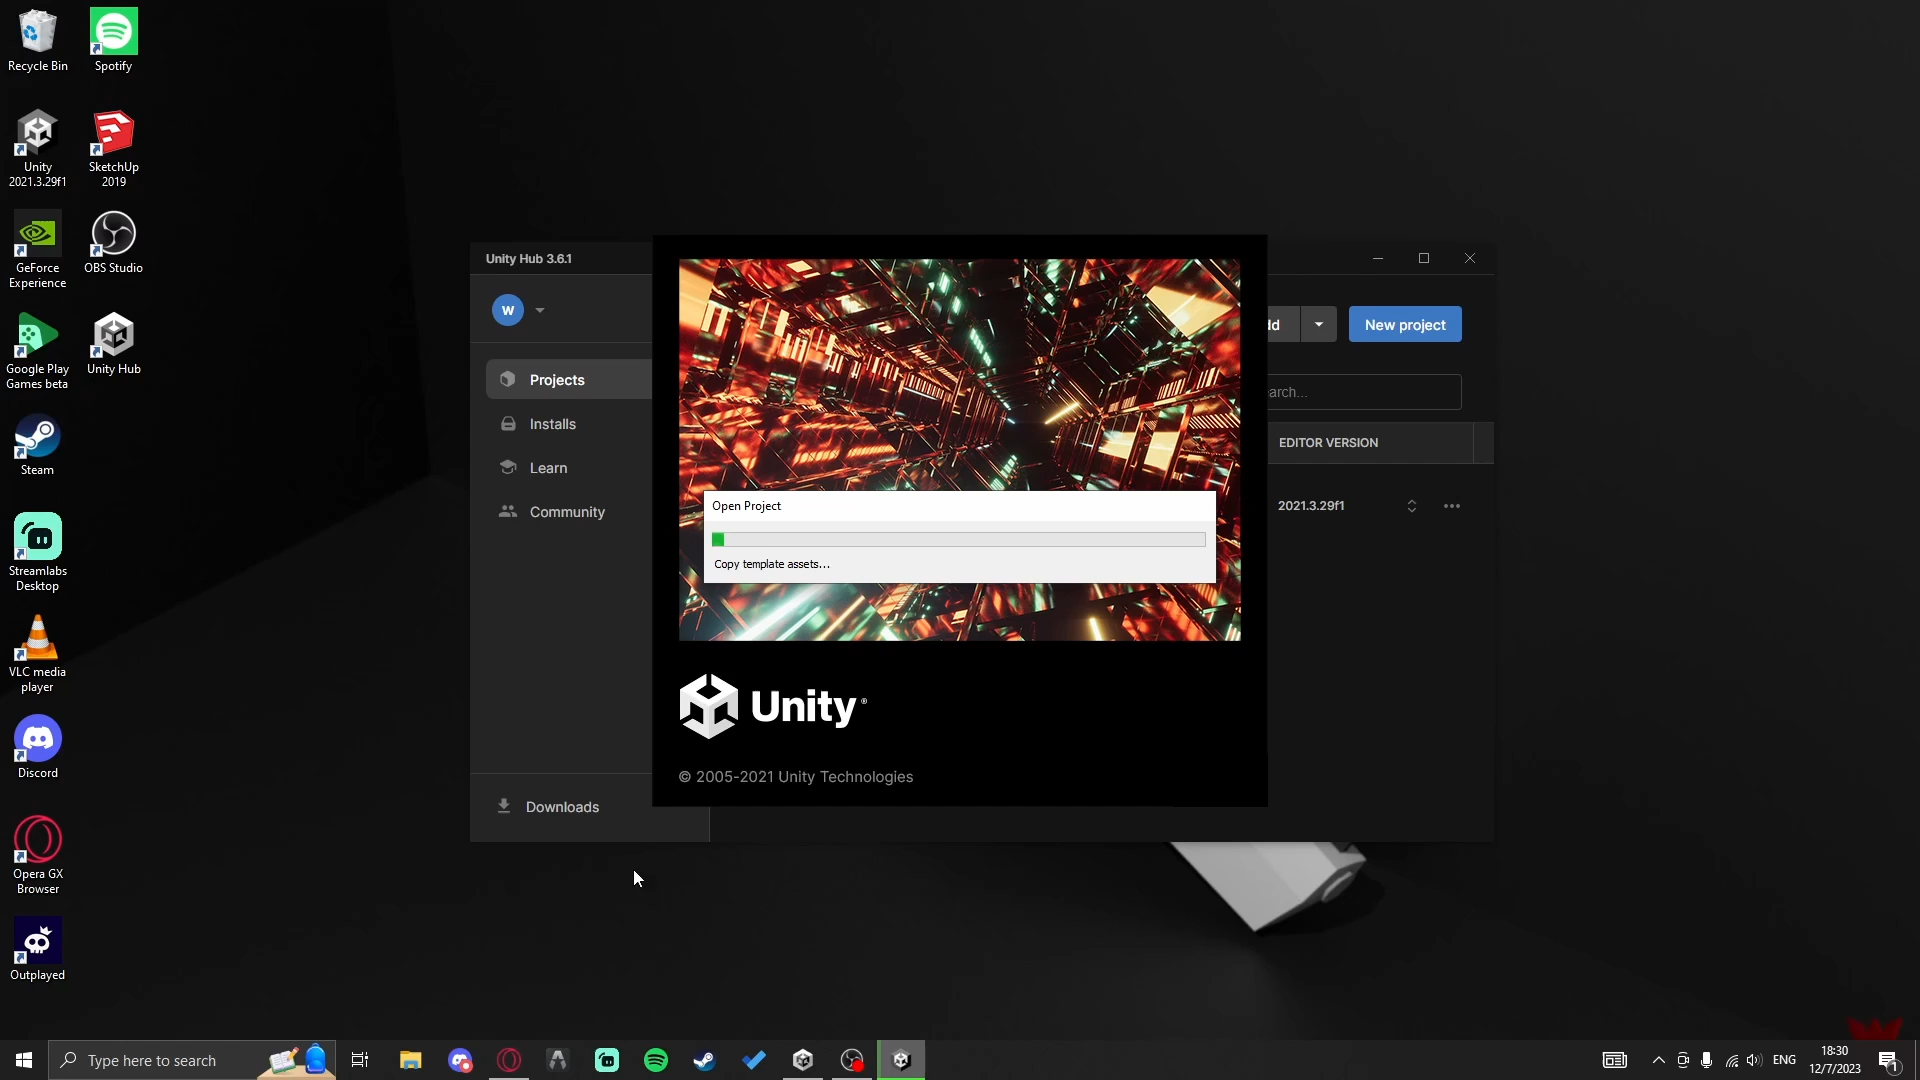 Recycle Bin
Spotify
Unity
2021.3.29f1
SketchUp
2019
GeForce
Experience
OBS Studio
Google Play
Games beta
Unity Hub
Steam
Streamlabs
Desktop
VLC media
player
Discord
Opera GX
Browser
Outplayed
Unity Hub 3.6.1
W
Projects
Installs
Learn
Community
Downloads
dd
New project
earch...
EDITOR VERSION
2021.3.29f1
Open Project
Copy template assets...
Unity
© 2005-2021 Unity Technologies
Type here to search
ENG
18:30
12/7/2023
1